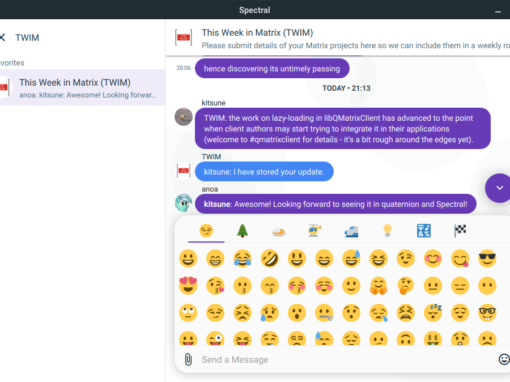 Spectral
TWIM
This Week in Matrix (TWIM)
Please submit details of your Matrix projects here so we can include them in a weekly ro
vorites
This Week in Matrix (TWIM)
anoa: kitsune: Awesome! Looking forwar...
20:06
hence discovering its untimely passing
TODAY • 21:13
kitsune
TWIM: the work on lazy-loading in libQMatrixClient has advanced to the point
when client authors may start trying to integrate it in their applications
(welcome to #qmatrixclient for details - it's a bit rough around the edges yet).
TWIM
kitsune: I have stored your update.
anoa
kitsune: Awesome! Looking forward to seeing it in quaternion and Spectral!
Send a Message